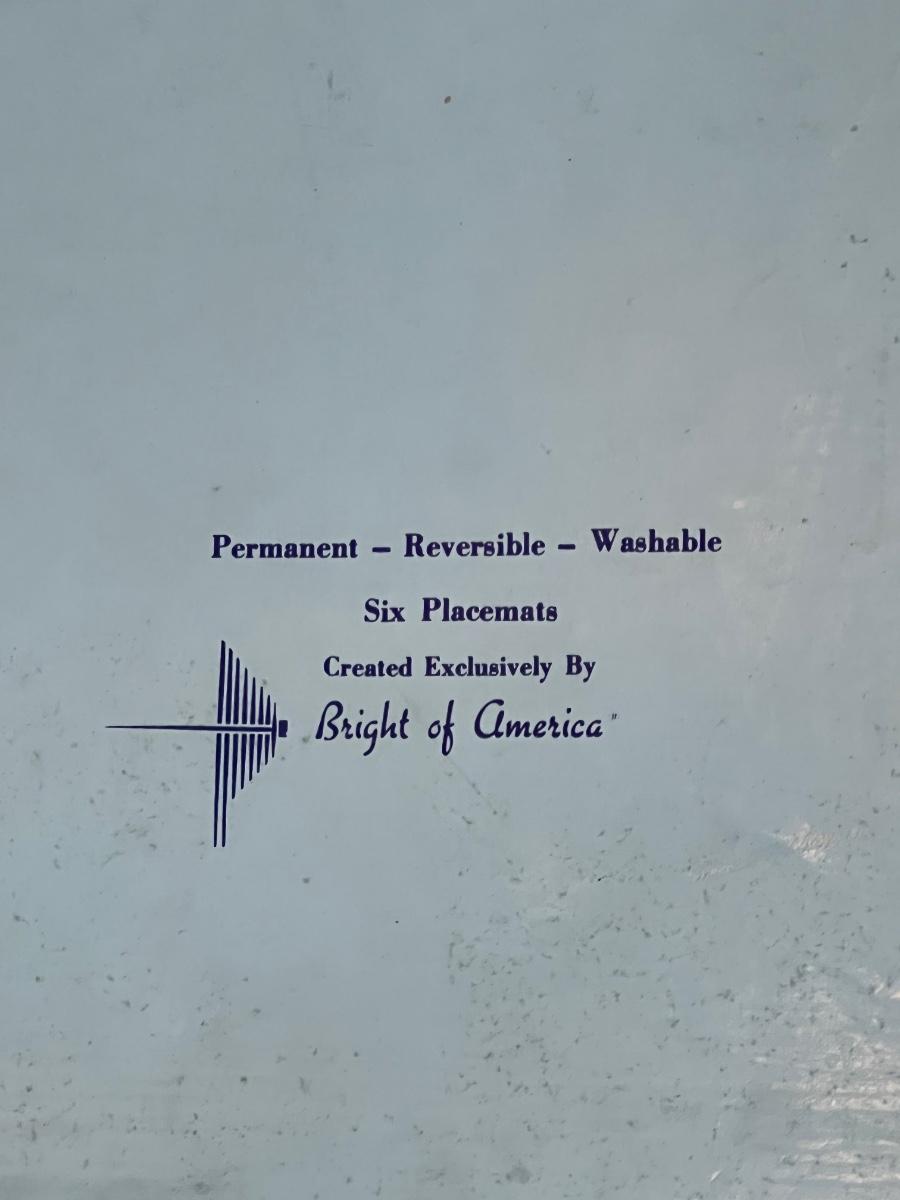 Permanent – Reversible – Washable
Six Placemats
Created Exclusively By
Bright of America"